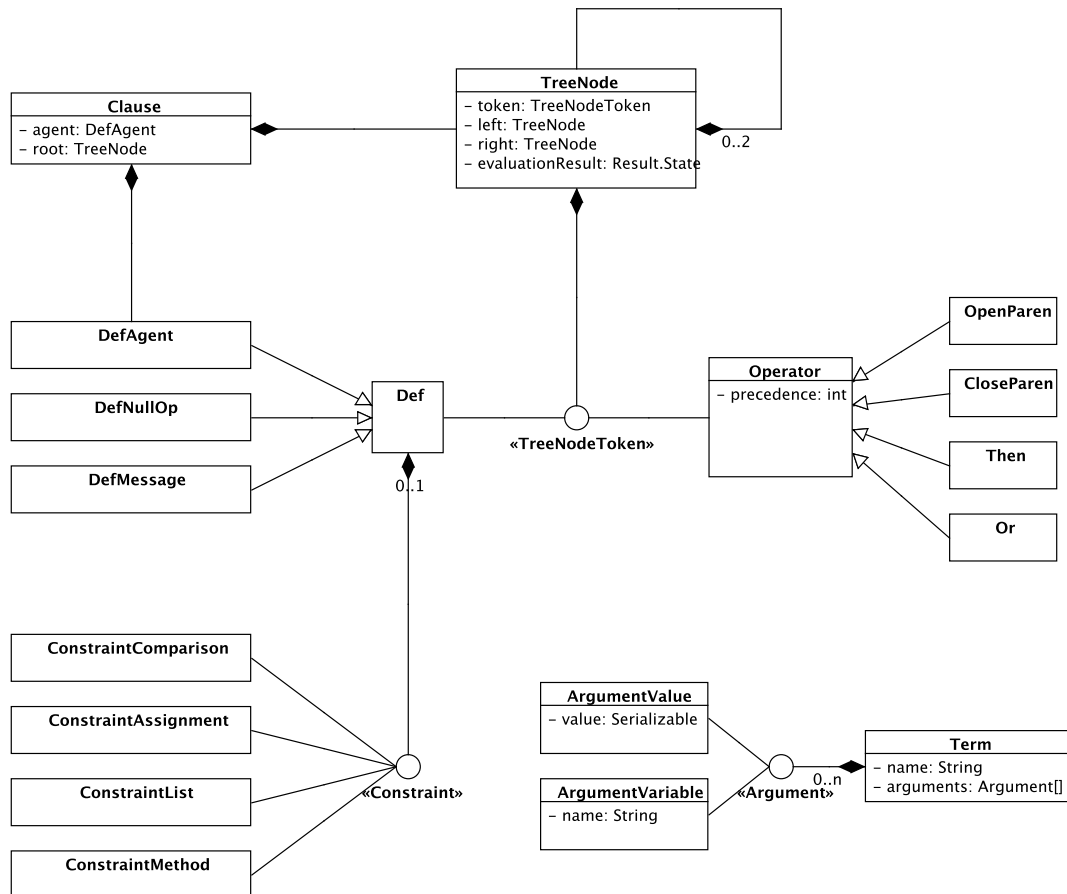 TreeNode
– token: TreeNodeToken
– left: TreeNode
– right: TreeNode
– evaluationResult: Result.State
0..2
Clause
– agent: DefAgent
– root: TreeNode
DefAgent
DefNullOp
DefMessage
Def
0..1
«TreeNodeToken»
Operator
– precedence: int
OpenParen
CloseParen
Then
Or
ConstraintComparison
ConstraintAssignment
ConstraintList
ConstraintMethod
«Constraint»
ArgumentValue
– value: Serializable
ArgumentVariable
– name: String
«Argument»
0..n
Term
– name: String
– arguments: Argument[]